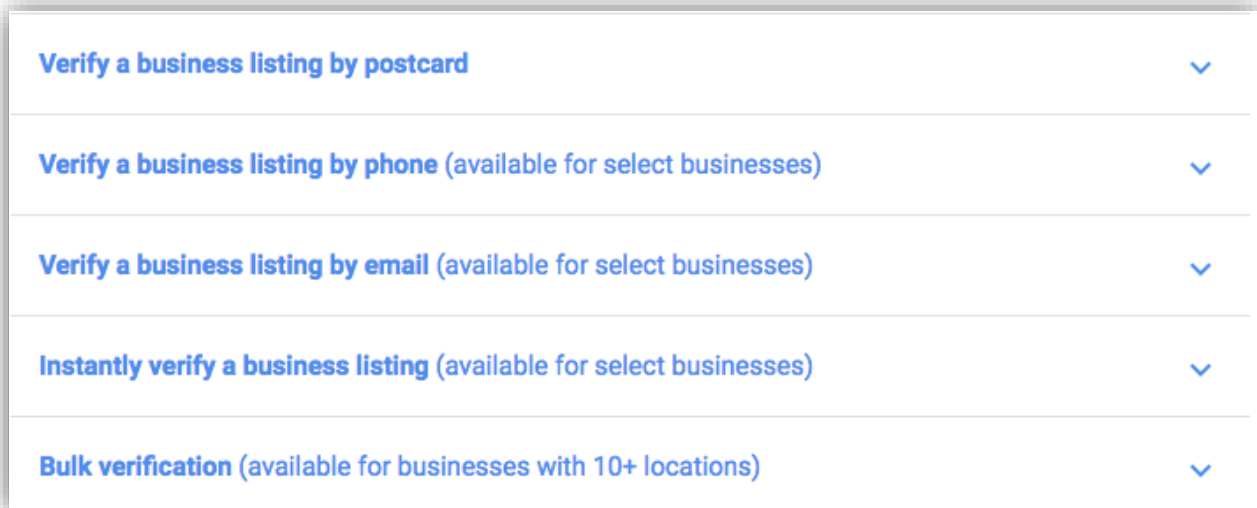 Verify a business listing by postcard
Verify a business listing by phone (available for select businesses)
Verify a business listing by email (available for select businesses)
Instantly verify a business listing (available for select businesses)
Bulk verification (available for businesses with 10+ locations)